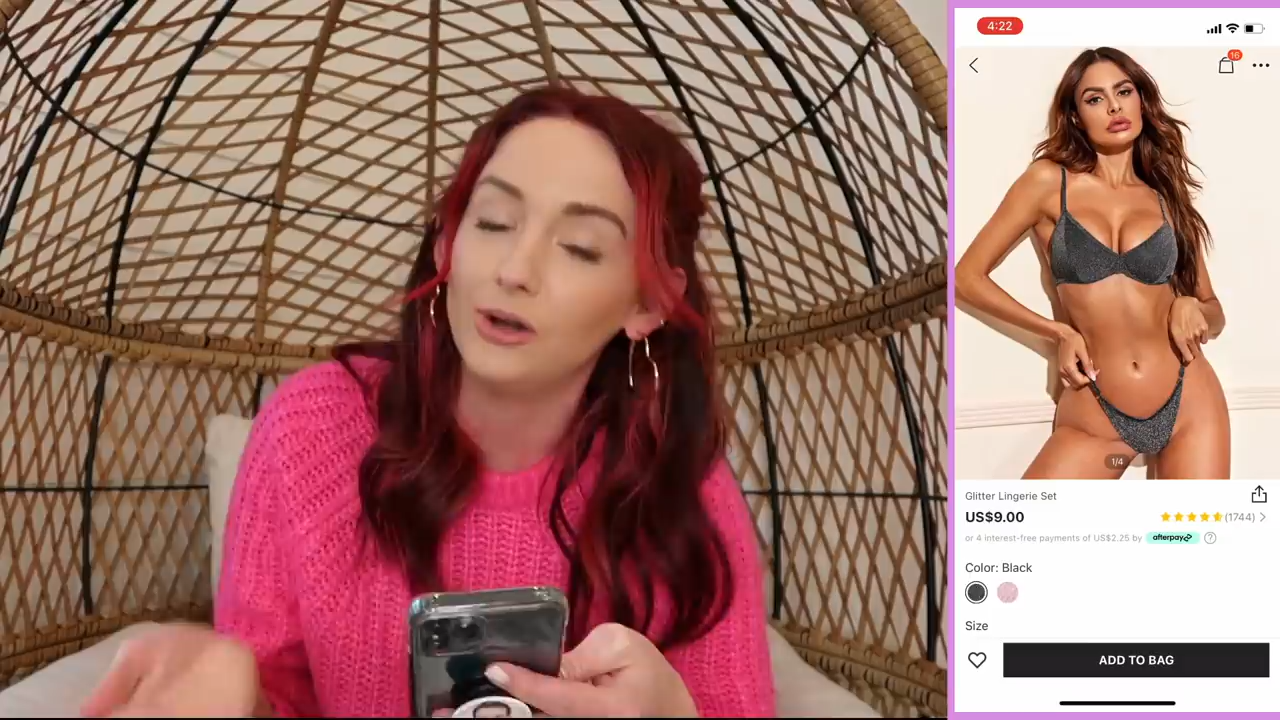 4:22
16
1/4
Glitter Lingerie Set
US$9.00
(1744)
or 4 interest-free payments of US$2.25 by afterpay ?
Color: Black
Size
ADD TO BAG